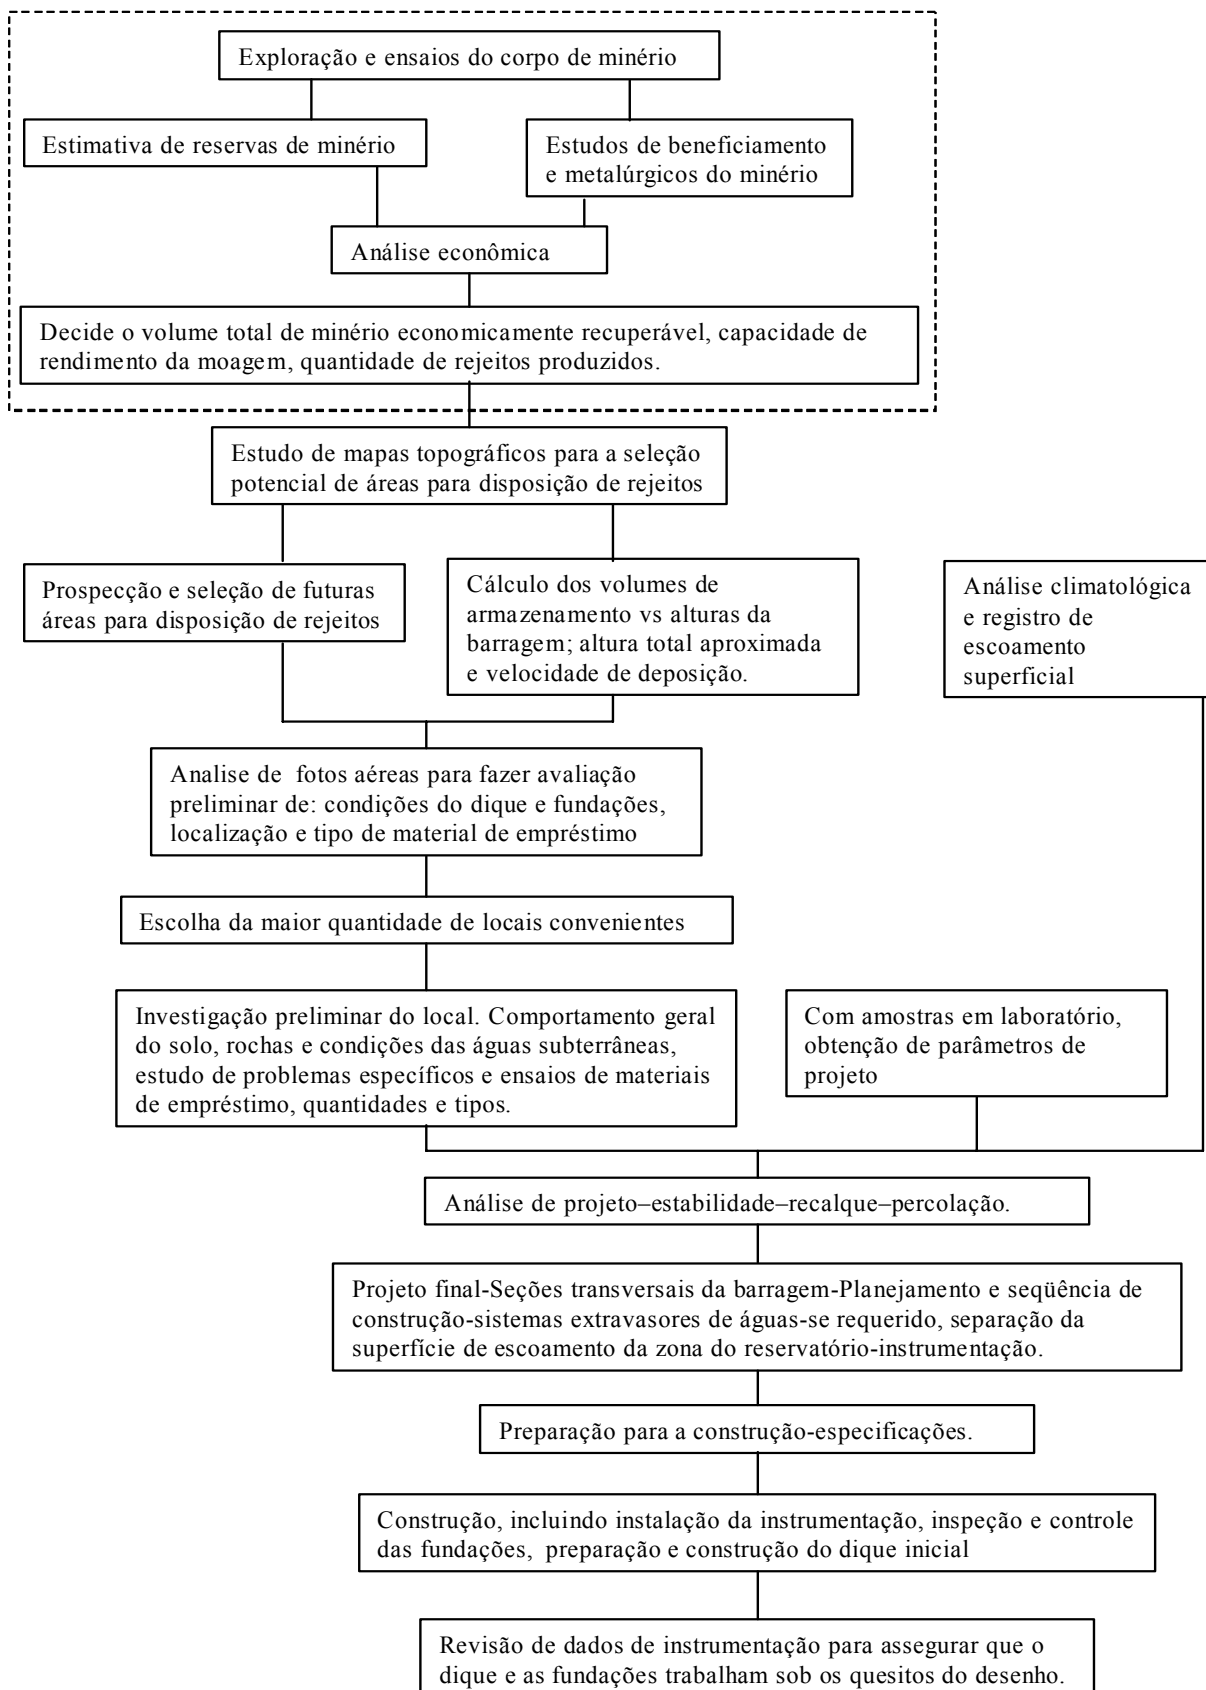 Exploração e ensaios do corpo de minério
Estimativa de reservas de minério
Estudos de beneficiamento
e metalúrgicos do minério
Análise econômica
Decide o volume total de minério economicamente recuperável, capacidade de
rendimento da moagem, quantidade de rejeitos produzidos.
Estudo de mapas topográficos para a seleção
potencial de áreas para disposição de rejeitos
Prospecção e seleção de futuras
áreas para disposição de rejeitos
Cálculo dos volumes de
armazenamento vs alturas da
barragem; altura total aproximada
e velocidade de deposição.
Análise climatológica
e registro de
escoamento
superficial
Analise de  fotos aéreas para fazer avaliação
preliminar de: condições do dique e fundações,
localização e tipo de material de empréstimo
Escolha da maior quantidade de locais convenientes
Investigação preliminar do local. Comportamento geral
do solo, rochas e condições das águas subterrâneas,
estudo de problemas específicos e ensaios de materiais
de empréstimo, quantidades e tipos.
Com amostras em laboratório,
obtenção de parâmetros de
projeto
Análise de projeto–estabilidade–recalque–percolação.
Projeto final-Seções transversais da barragem-Planejamento e seqüência de
construção-sistemas extravasores de águas-se requerido, separação da
superfície de escoamento da zona do reservatório-instrumentação.
Preparação para a construção-especificações.
Construção, incluindo instalação da instrumentação, inspeção e controle
das fundações,  preparação e construção do dique inicial
Revisão de dados de instrumentação para assegurar que o
dique e as fundações trabalham sob os quesitos do desenho.